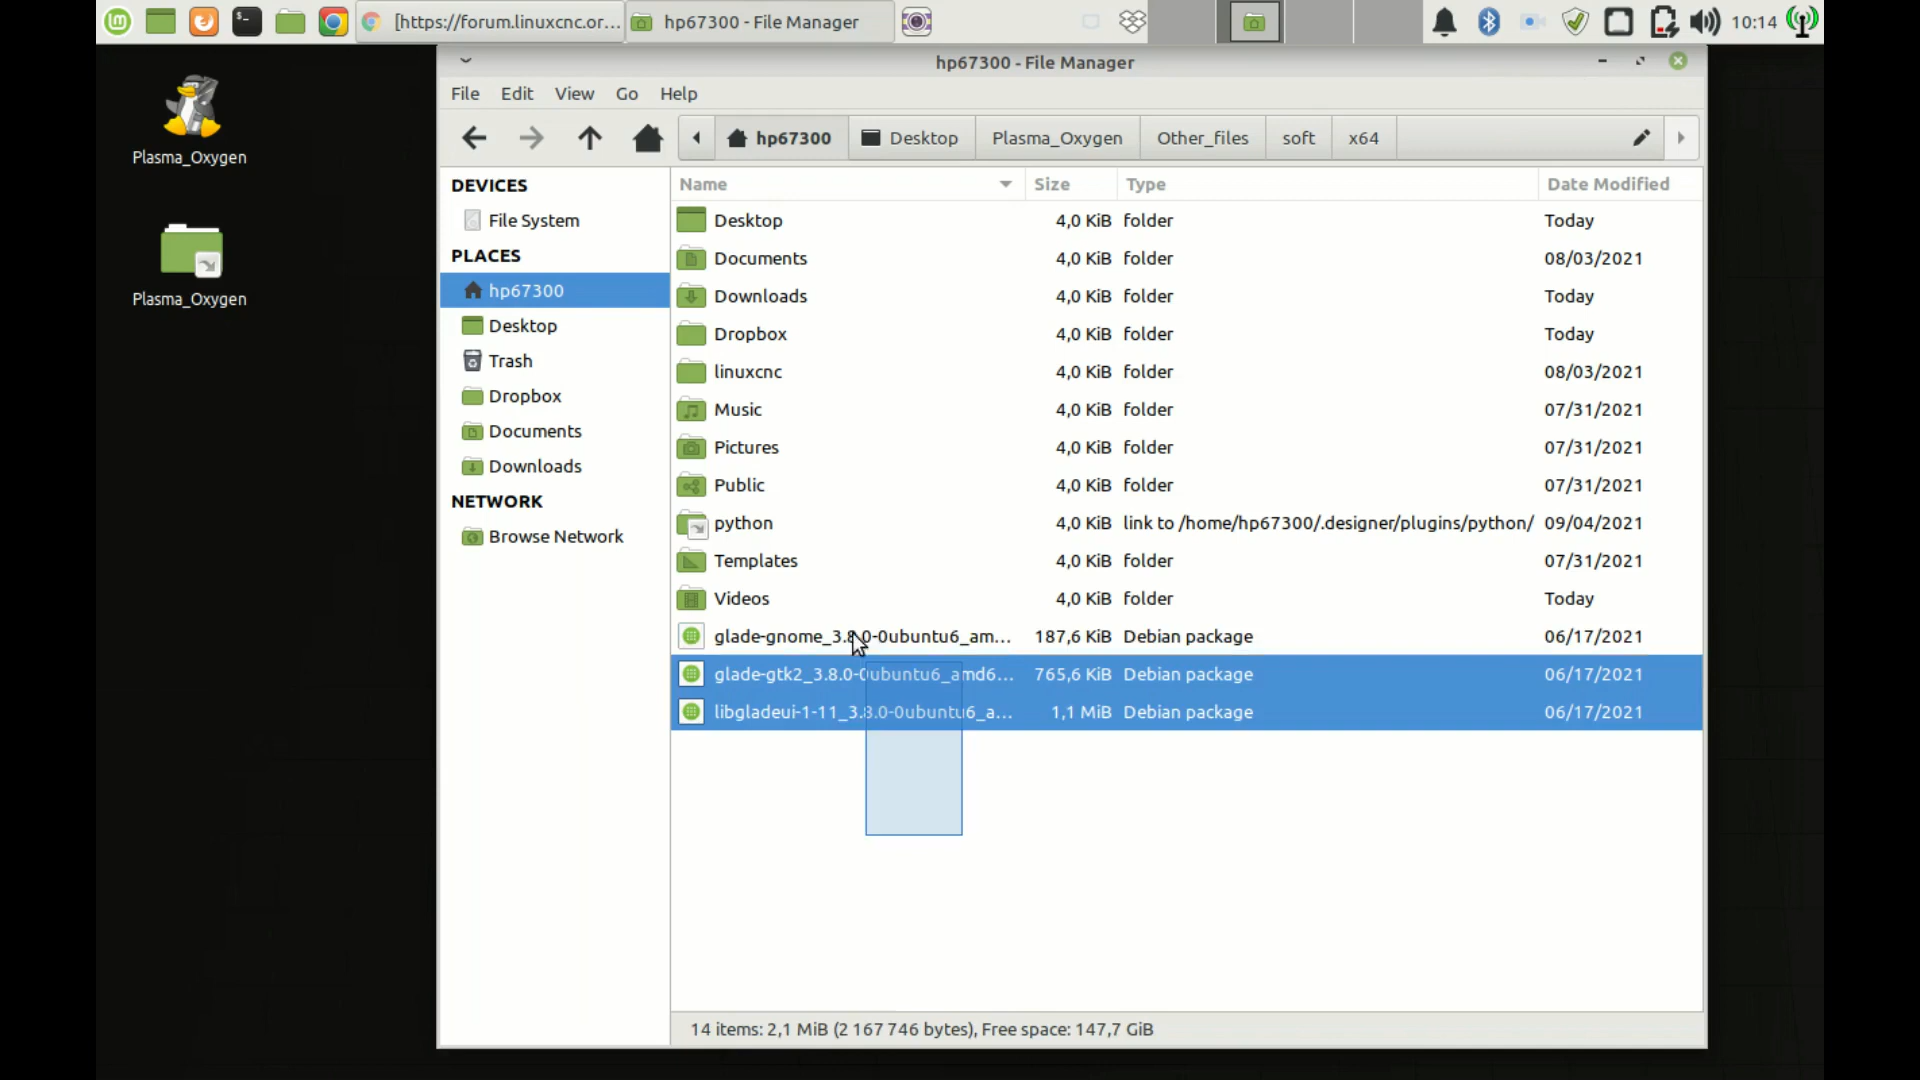 [https://forum.linuxcnc.or...
hp67300 - File Manager
10:14
Plasma_Oxygen
Plasma_Oxygen
hp67300 - File Manager
File Edit View Go Help
hp67300 Desktop Plasma_Oxygen Other_files soft x64
DEVICES
File System
PLACES
hp67300
Desktop
Trash
Dropbox
Documents
Downloads
NETWORK
Browse Network
Name Size Type Date Modified
Desktop 4,0 KiB folder Today
Documents 4,0 KiB folder 08/03/2021
Downloads 4,0 KiB folder Today
Dropbox 4,0 KiB folder Today
linuxcnc 4,0 KiB folder 08/03/2021
Music 4,0 KiB folder 07/31/2021
Pictures 4,0 KiB folder 07/31/2021
Public 4,0 KiB folder 07/31/2021
python 4,0 KiB link to /home/hp67300/.designer/plugins/python/ 09/04/2021
Templates 4,0 KiB folder 07/31/2021
Videos 4,0 KiB folder Today
glade-gnome_3.8.0-0ubuntu6_am... 187,6 KiB Debian package 06/17/2021
glade-gtk2_3.8.0-0ubuntu6_amd6... 765,6 KiB Debian package 06/17/2021
libgladeui-1-11_3.8.0-0ubuntu6_a... 1,1 MiB Debian package 06/17/2021
14 items: 2,1 MiB (2 167 746 bytes), Free space: 147,7 GiB